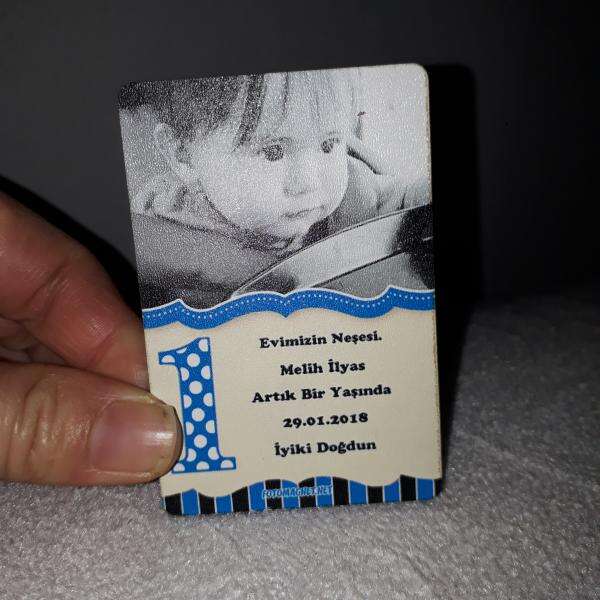 Evimizin Neşesi.
Melih İlyas
Artık Bir Yaşında
29.01.2018
İyiki Doğdun
1
FOTOMAGNET.NET